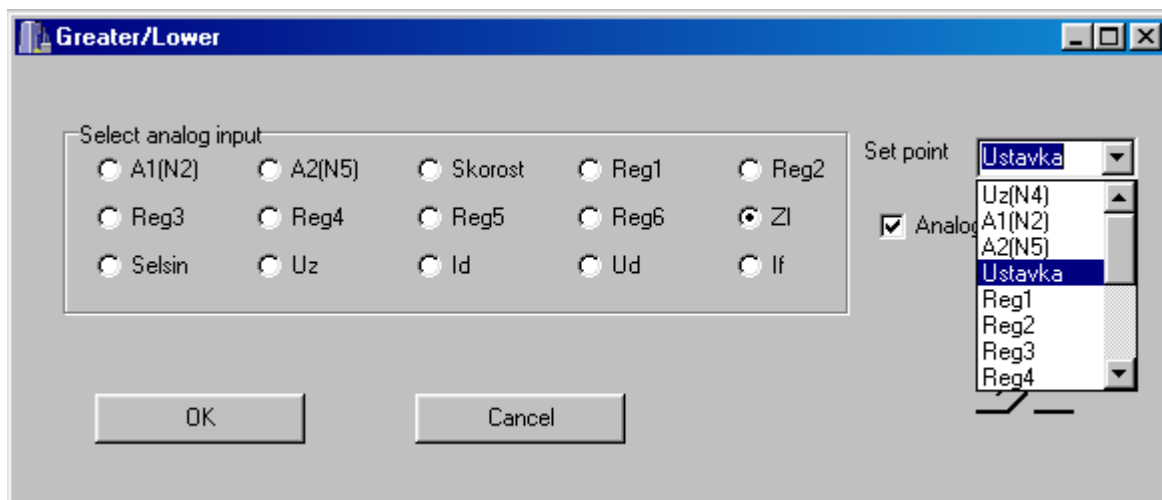 Greater/Lower
Select analog input
A1(N2) A2(N5) Skorost Reg1 Reg2
Reg3 Reg4 Reg5 Reg6 ZI
Selsin Uz Id Ud If
Set point Ustavka
Uz(N4)
A1(N2)
A2(N5)
Ustavka
Reg1
Reg2
Reg3
Reg4
Analog
OK Cancel